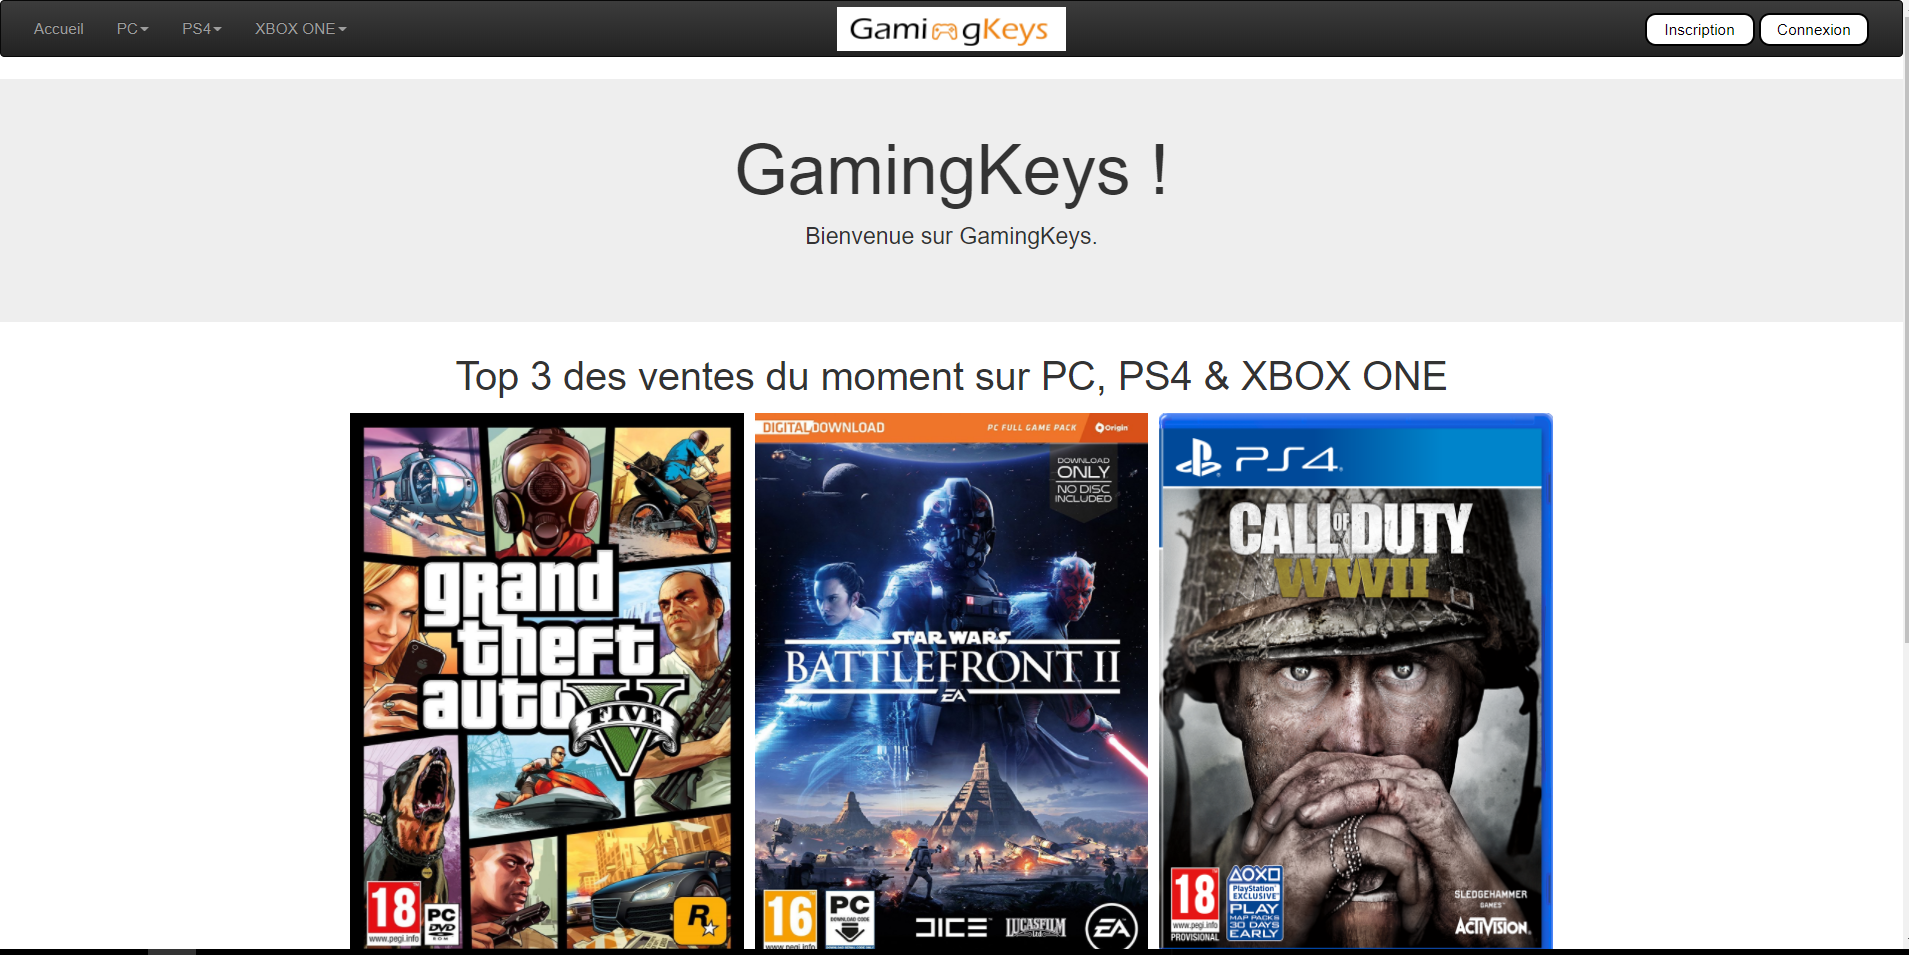 Accueil PC PS4 XBOX ONE GamingKeys Inscription Connexion
GamingKeys !
Bienvenue sur GamingKeys.
Top 3 des ventes du moment sur PC, PS4 & XBOX ONE
grand
theft
auto
FIVE
V
18
www.pegi.info
PC
DVD
ROM
R
DIGITAL DOWNLOAD
PC FULL GAME PACK
Origin
DOWNLOAD
ONLY
NO DISC
INCLUDED
STAR WARS
BATTLEFRONT II
EA
16
www.pegi.info
PC
DOWNLOAD CODE
DICE
LUCASFILM
Ltd
EA
PS4
CALL OF DUTY
WWII
18
www.pegi.info
PROVISIONAL
PlayStation
EXCLUSIVE
PLAY
MAP PACKS
30 DAYS
EARLY
SLEDGEHAMMER
GAMES
ACTIVISION